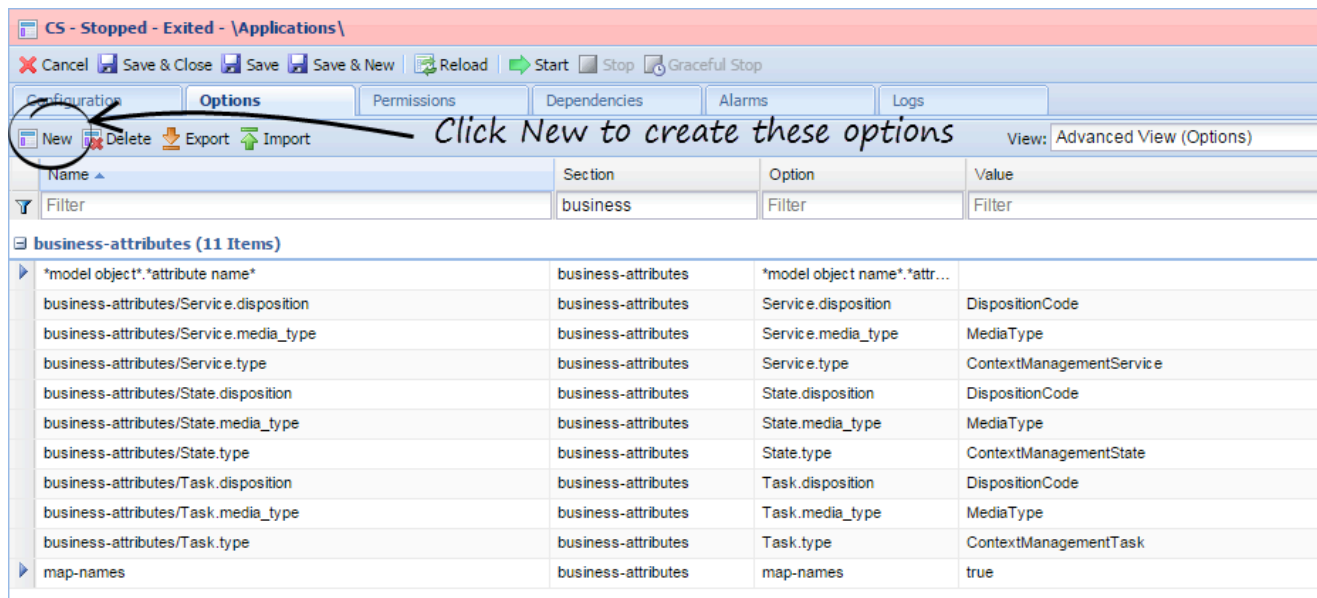 CS - Stopped - Exited - \Applications\
Cancel Save & Close Save Save & New Reload Start Stop Graceful Stop
Configuration Options Permissions Dependencies Alarms Logs
New Delete Export Import Click New to create these options View: Advanced View (Options)
Name Section Option Value
Filter business Filter Filter
business-attributes (11 Items)
*model object*.*attribute name* business-attributes *model object name*.*attr...
business-attributes/Service.disposition business-attributes Service.disposition DispositionCode
business-attributes/Service.media_type business-attributes Service.media_type MediaType
business-attributes/Service.type business-attributes Service.type ContextManagementService
business-attributes/State.disposition business-attributes State.disposition DispositionCode
business-attributes/State.media_type business-attributes State.media_type MediaType
business-attributes/State.type business-attributes State.type ContextManagementState
business-attributes/Task.disposition business-attributes Task.disposition DispositionCode
business-attributes/Task.media_type business-attributes Task.media_type MediaType
business-attributes/Task.type business-attributes Task.type ContextManagementTask
map-names business-attributes map-names true